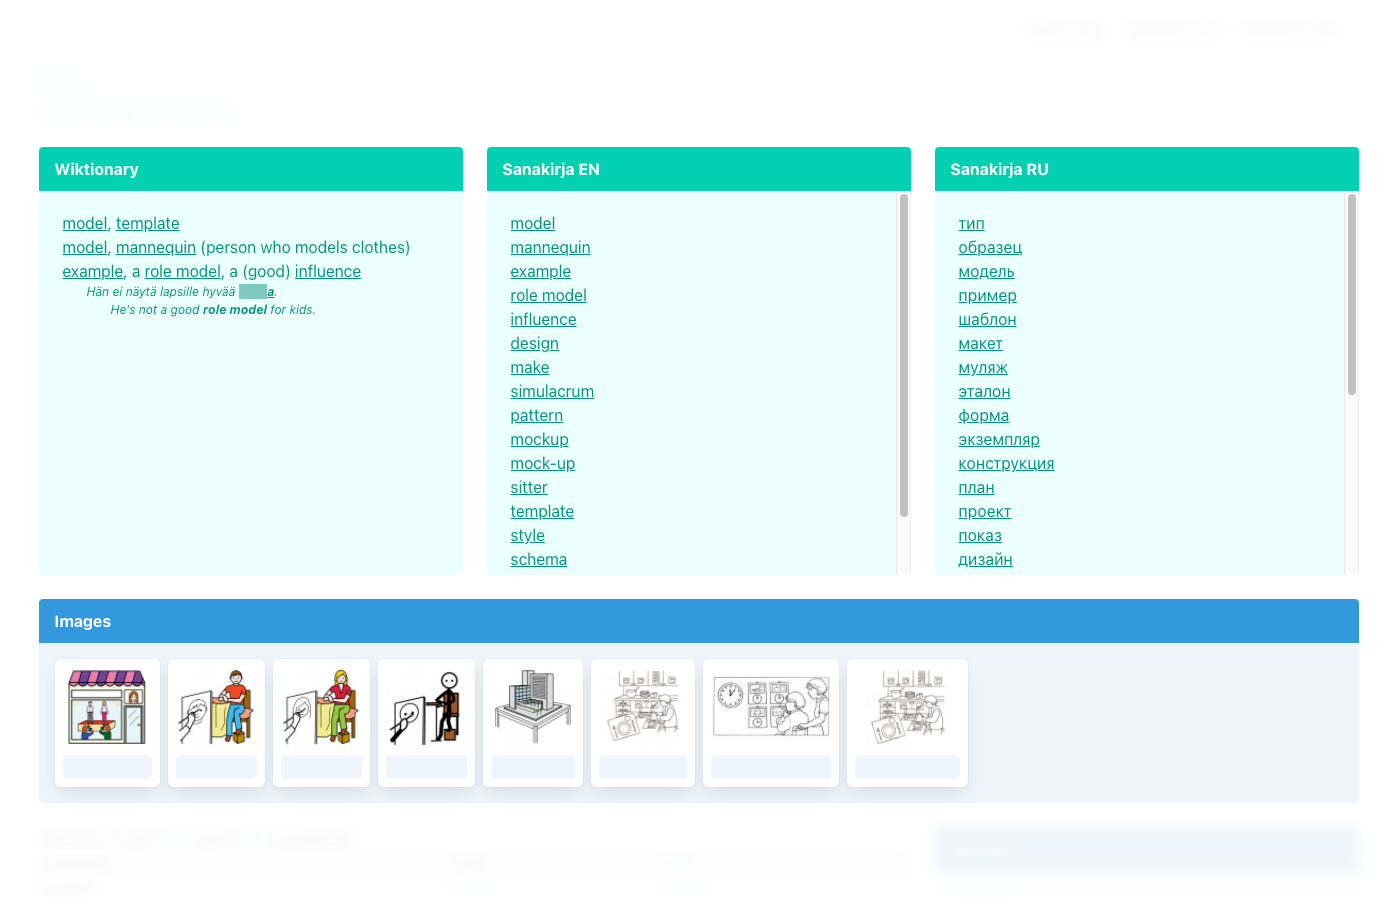 Wiktionary
model, template
model, mannequin (person who models clothes)
example, a role model, a (good) influence
Hän ei näytä lapsille hyvää a.
He's not a good role model for kids.
Sanakirja EN
model
mannequin
example
role model
influence
design
make
simulacrum
pattern
mockup
mock-up
sitter
template
style
schema
Sanakirja RU
тип
образец
модель
пример
шаблон
макет
муляж
эталон
форма
экземпляр
конструкция
план
проект
показ
дизайн
Images